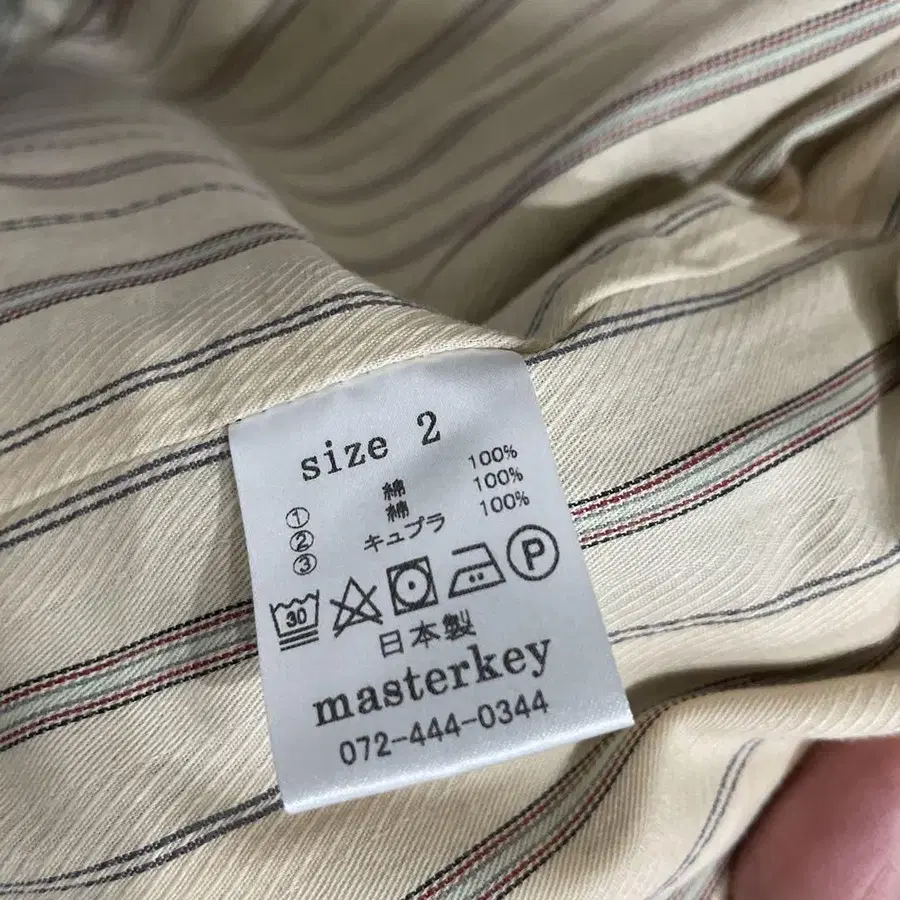 size 2
① 綿 100%
② 綿 100%
③ キュプラ 100%
30 P
日本製
masterkey
072-444-0344